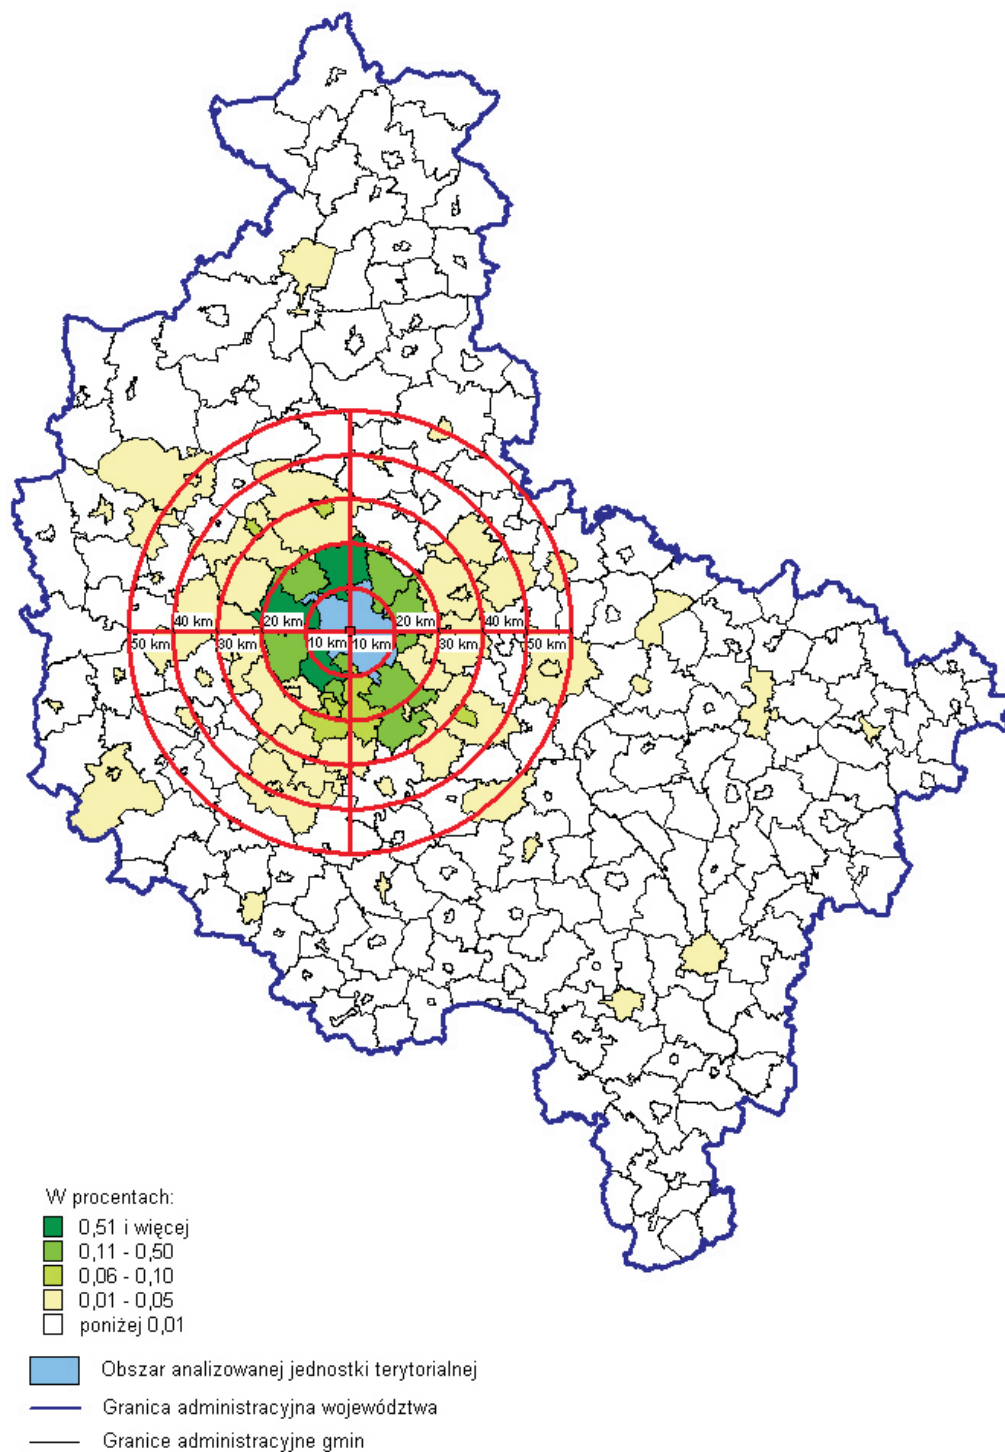 40 km 20 km 20 km 40 km
50 km 30 km 10 km 10 km 30 km 50 km
W procentach:
0,51 i więcej
0,11 - 0,50
0,06 - 0,10
0,01 - 0,05
poniżej 0,01
Obszar analizowanej jednostki terytorialnej
Granica administracyjna województwa
Granice administracyjne gmin